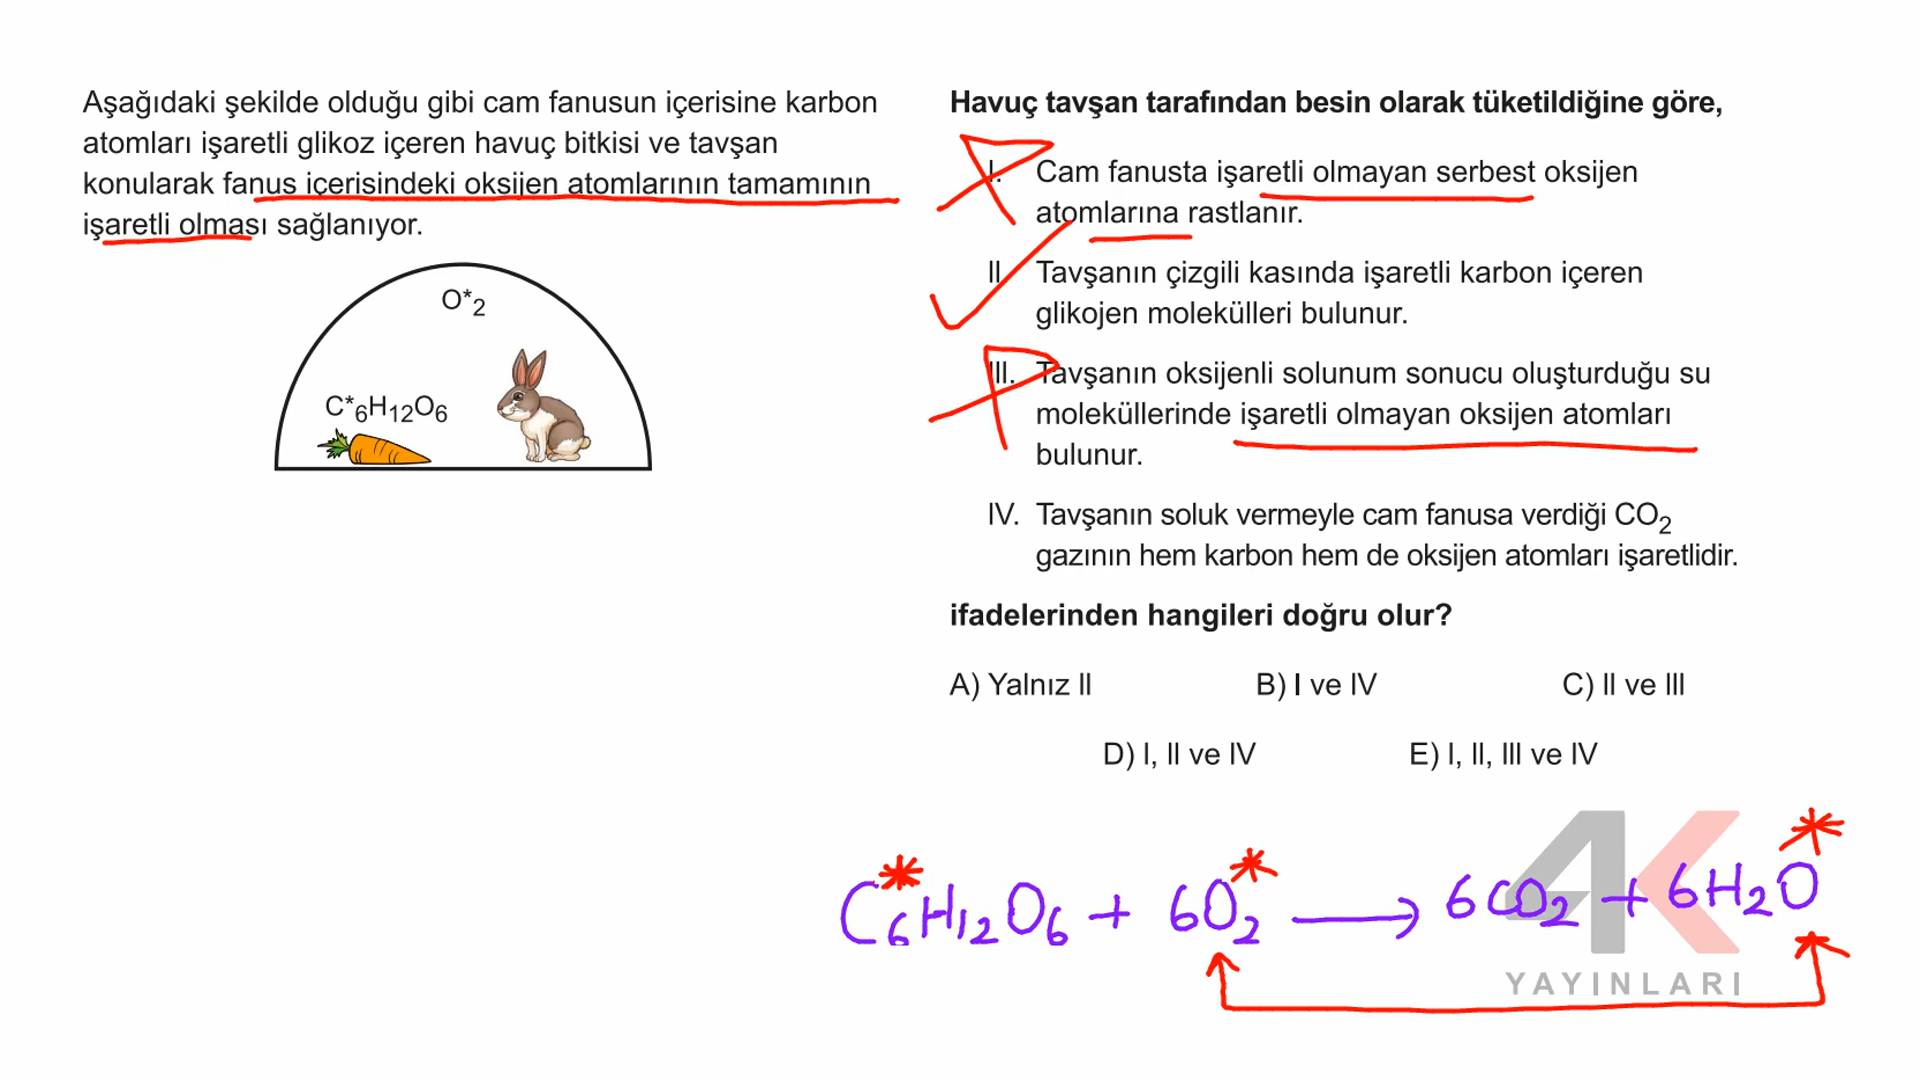 Aşağıdaki şekilde olduğu gibi cam fanusun içerisine karbon
atomları işaretli glikoz içeren havuç bitkisi ve tavşan
konularak fanus içerisindeki oksijen atomlarının tamamının
işaretli olması sağlanıyor.
O*2
C*6H12O6
Havuç tavşan tarafından besin olarak tüketildiğine göre,
I. Cam fanusta işaretli olmayan serbest oksijen
atomlarına rastlanır.
II. Tavşanın çizgili kasında işaretli karbon içeren
glikojen molekülleri bulunur.
III. Tavşanın oksijenli solunum sonucu oluşturduğu su
moleküllerinde işaretli olmayan oksijen atomları
bulunur.
IV. Tavşanın soluk vermeyle cam fanusa verdiği CO2
gazının hem karbon hem de oksijen atomları işaretlidir.
ifadelerinden hangileri doğru olur?
A) Yalnız II B) I ve IV C) II ve III
D) I, II ve IV E) I, II, III ve IV
C*6H12O6 + 6O2* → 6CO2 + 6H2O*
4K
YAYINLARI